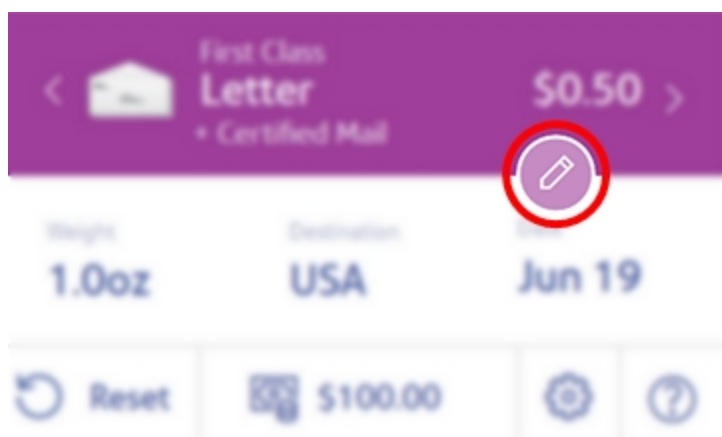 First Class
Letter $0.50
• Certified Mail
Weight Destination
1.0oz USA Jun 19
Reset $100.00